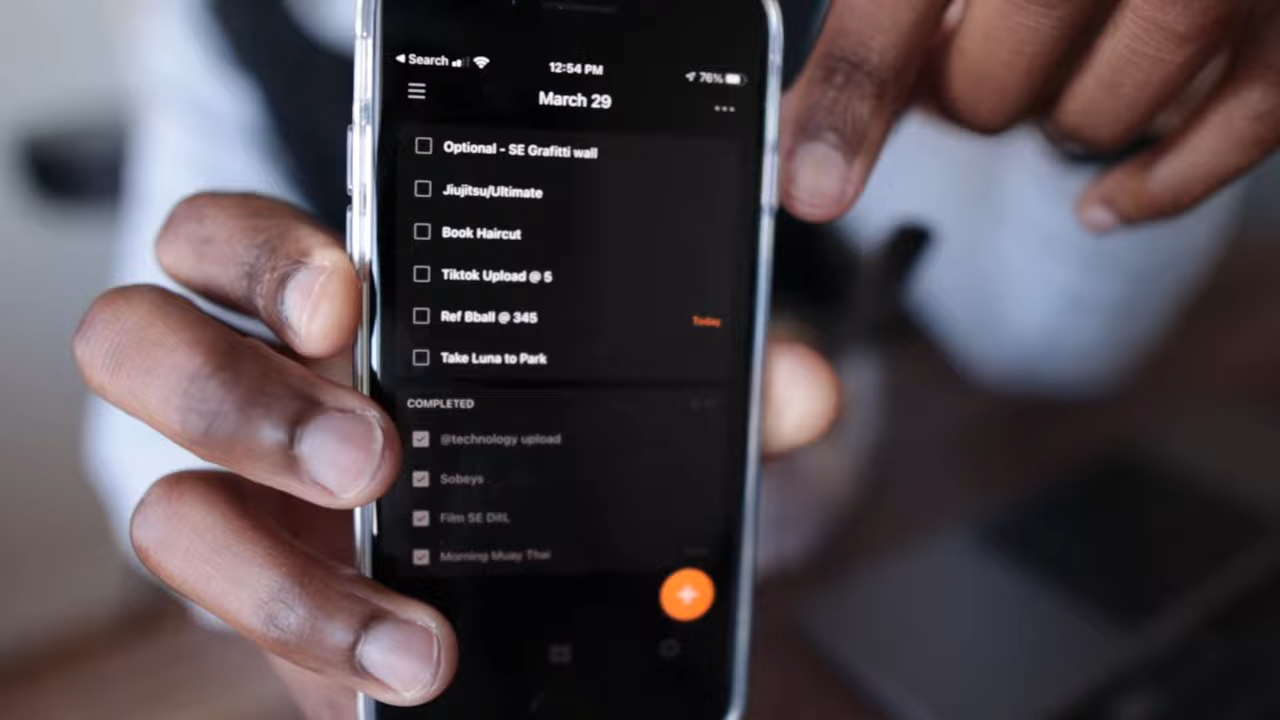 Search
12:54 PM
76%
March 29
Optional - SE Grafitti wall
Jiujitsu/Ultimate
Book Haircut
Tiktok Upload @ 5
Ref Bball @ 345
Today
Take Luna to Park
COMPLETED
@technology upload
Sobeys
Film SE DitL
Morning Muay Thai